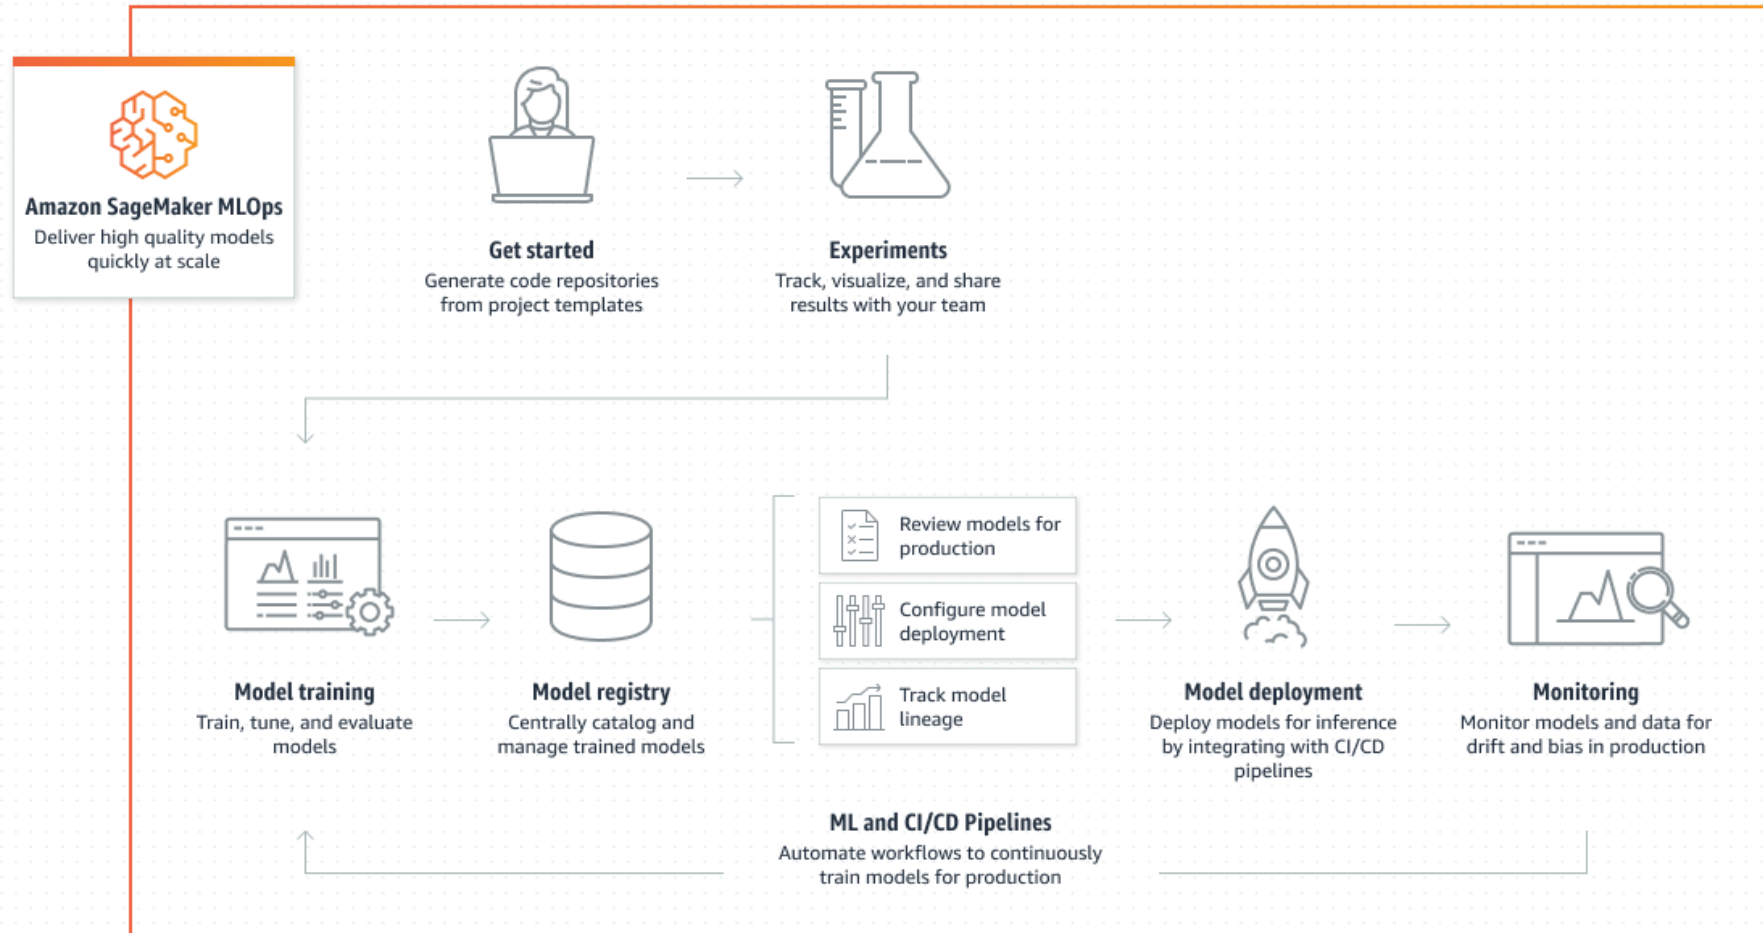 Amazon SageMaker MLOps
Deliver high quality models
quickly at scale
Get started
Generate code repositories
from project templates
Experiments
Track, visualize, and share
results with your team
Model training
Train, tune, and evaluate
models
Model registry
Centrally catalog and
manage trained models
Review models for
production
Configure model
deployment
Track model
lineage
Model deployment
Deploy models for inference
by integrating with CI/CD
pipelines
Monitoring
Monitor models and data for
drift and bias in production
ML and CI/CD Pipelines
Automate workflows to continuously
train models for production